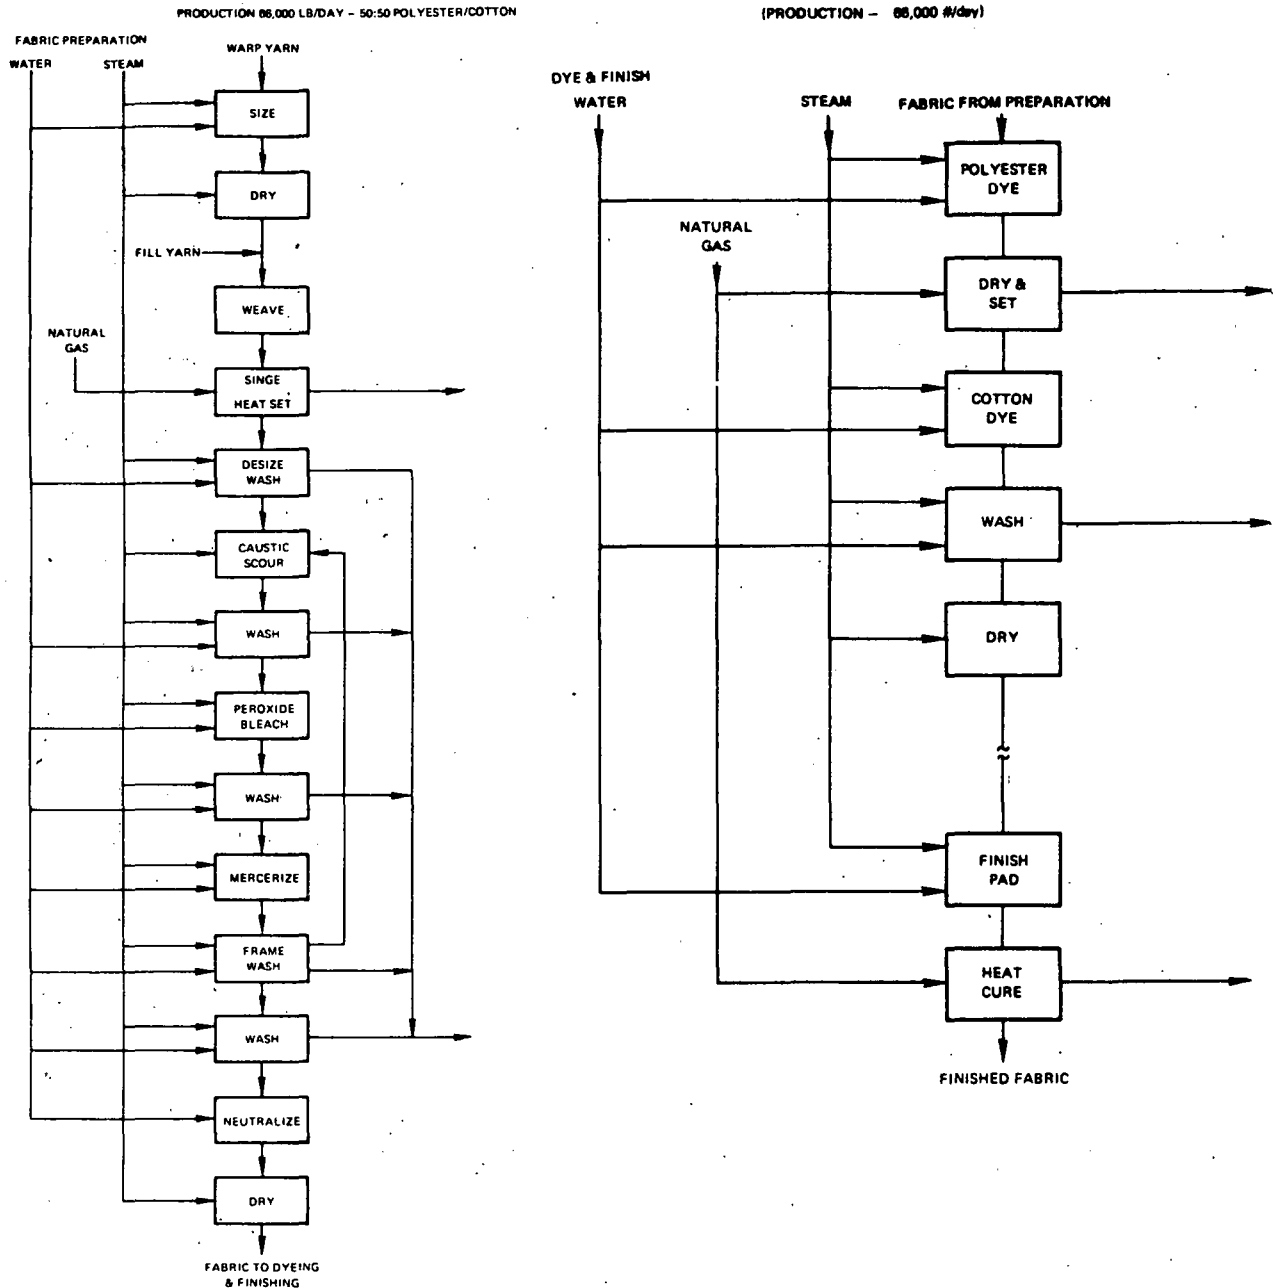 PRODUCTION 66,000 LB/DAY – 50:50 POLYESTER/COTTON
FABRIC PREPARATION
WATER
STEAM
WARP YARN
SIZE
DRY
FILL YARN
WEAVE
NATURAL
GAS
SINGE
HEAT SET
DESIZE
WASH
CAUSTIC
SCOUR
WASH
PEROXIDE
BLEACH
WASH
MERCERIZE
FRAME
WASH
WASH
NEUTRALIZE
DRY
FABRIC TO DYEING
& FINISHING
(PRODUCTION – 66,000 #/day)
DYE & FINISH
WATER
STEAM
FABRIC FROM PREPARATION
POLYESTER
DYE
NATURAL
GAS
DRY &
SET
COTTON
DYE
WASH
DRY
FINISH
PAD
HEAT
CURE
FINISHED FABRIC